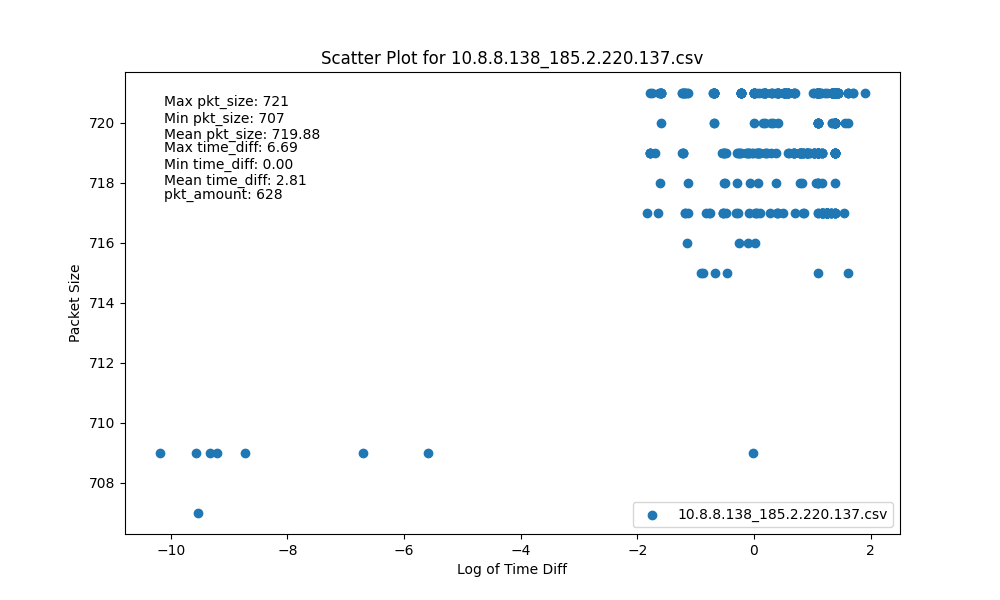 Scatter Plot for 10.8.8.138_185.2.220.137.csv
Max pkt_size: 721
Min pkt_size: 707
Mean pkt_size: 719.88
Max time_diff: 6.69
Min time_diff: 0.00
Mean time_diff: 2.81
pkt_amount: 628
720
718
716
714
712
710
708
Packet Size
10.8.8.138_185.2.220.137.csv
−10
−8
−6
−4
−2
0
2
Log of Time Diff